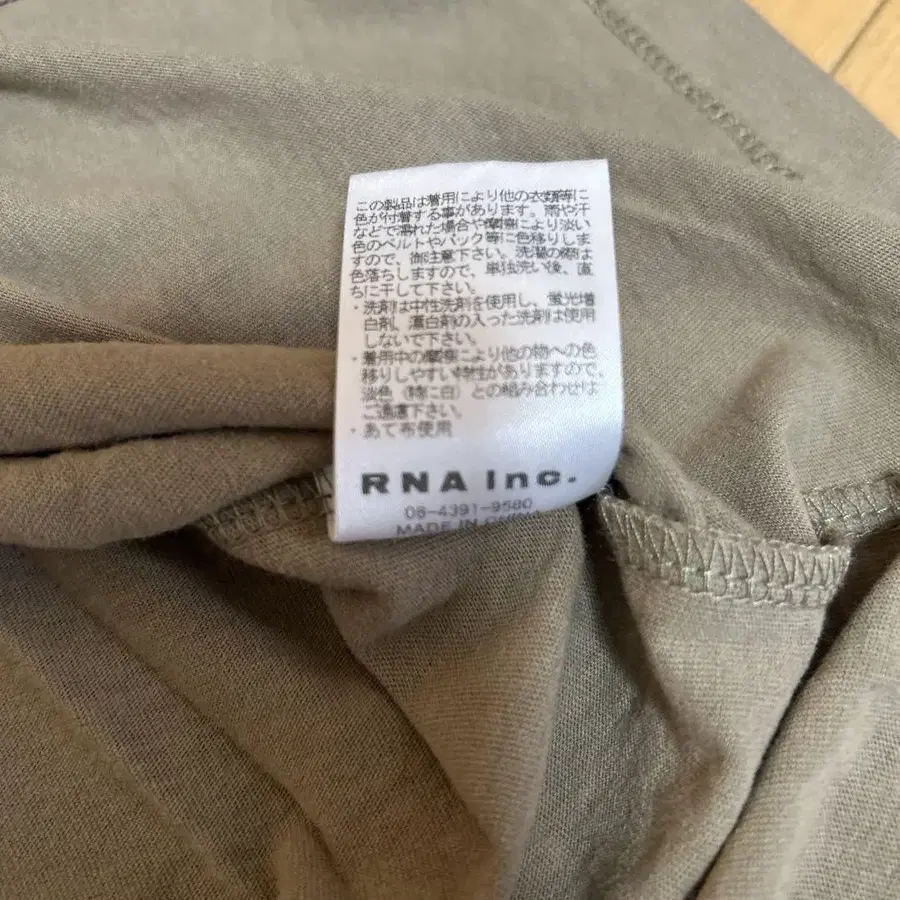 この製品は着用により他の衣類等に
色が付着する事があります。雨や汗
などで濡れた場合や摩擦により淡い
色のベルトやバック等に色移りしま
すので、御注意下さい。洗濯の際は
色落ちしますので、単独洗い後、直
ちに干して下さい。
・洗剤は中性洗剤を使用し、蛍光増
白剤、漂白剤の入った洗剤は使用
しないで下さい。
・着用中の摩擦により他の物への色
移りしやすい特性がありますので、
淡色（特に白）との組み合わせは
ご遠慮下さい。
・あて布使用
RNA Inc.
06-4391-9580
MADE IN CHINA